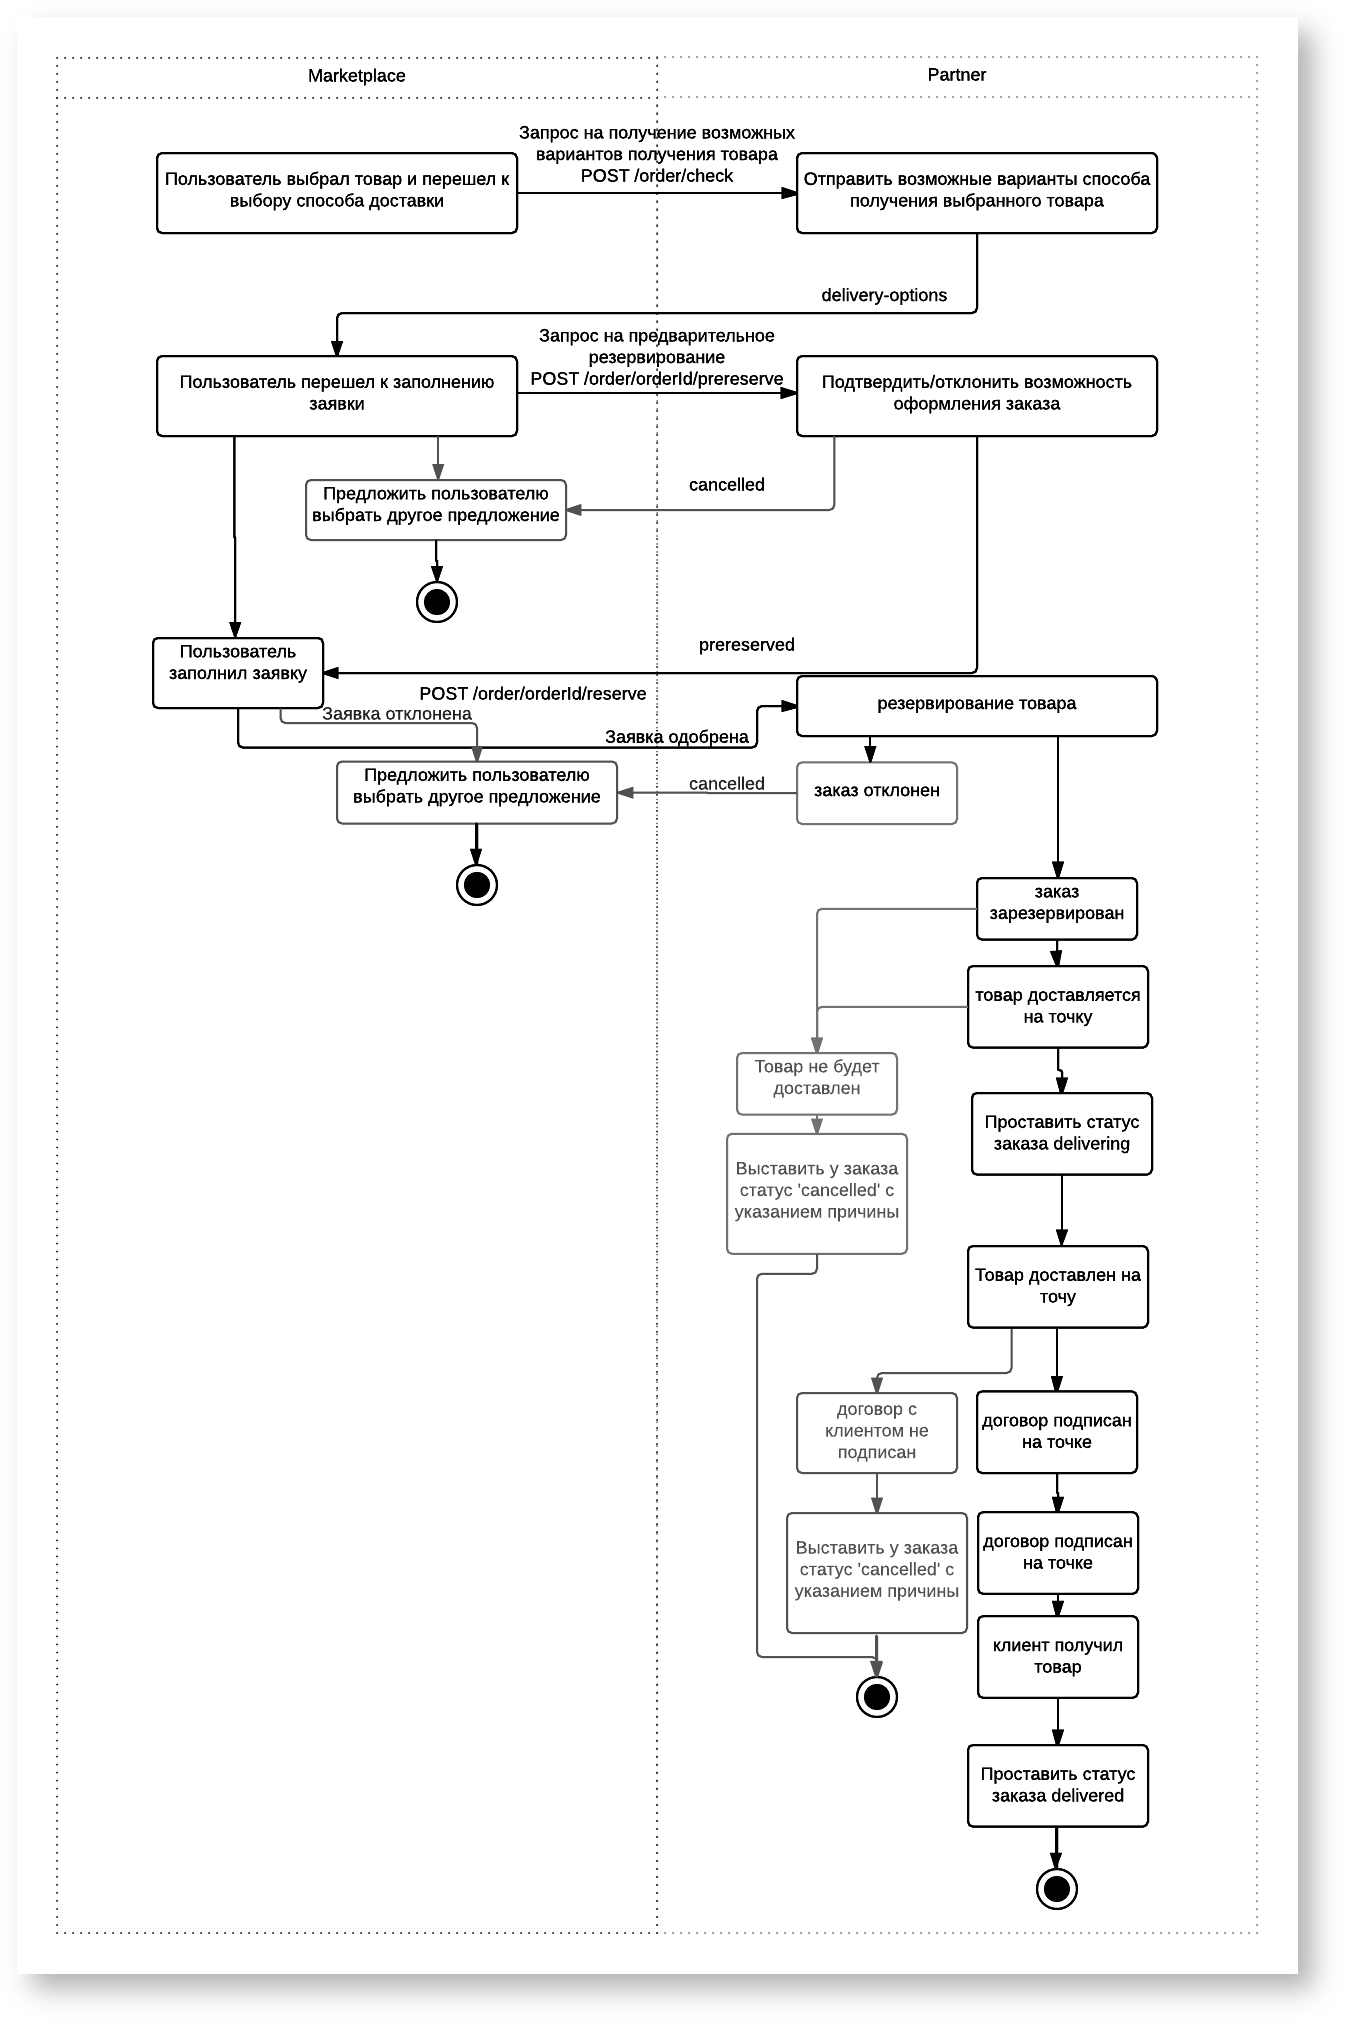 Marketplace
Partner
Запрос на получение возможных
вариантов получения товара
POST /order/check
Пользователь выбрал товар и перешел к
выбору способа доставки
Отправить возможные варианты способа
получения выбранного товара
delivery-options
Запрос на предварительное
резервирование
POST /order/orderId/prereserve
Пользователь перешел к заполнению
заявки
Подтвердить/отклонить возможность
оформления заказа
cancelled
Предложить пользователю
выбрать другое предложение
prereserved
Пользователь
заполнил заявку
POST /order/orderId/reserve
Заявка отклонена
Заявка одобрена
резервирование товара
Предложить пользователю
выбрать другое предложение
cancelled
заказ отклонен
заказ
зарезервирован
товар доставляется
на точку
Товар не будет
доставлен
Проставить статус
заказа delivering
Выставить у заказа
статус 'cancelled' с
указанием причины
Товар доставлен на
точу
договор с
клиентом не
подписан
договор подписан
на точке
Выставить у заказа
статус 'cancelled' с
указанием причины
договор подписан
на точке
клиент получил
товар
Проставить статус
заказа delivered